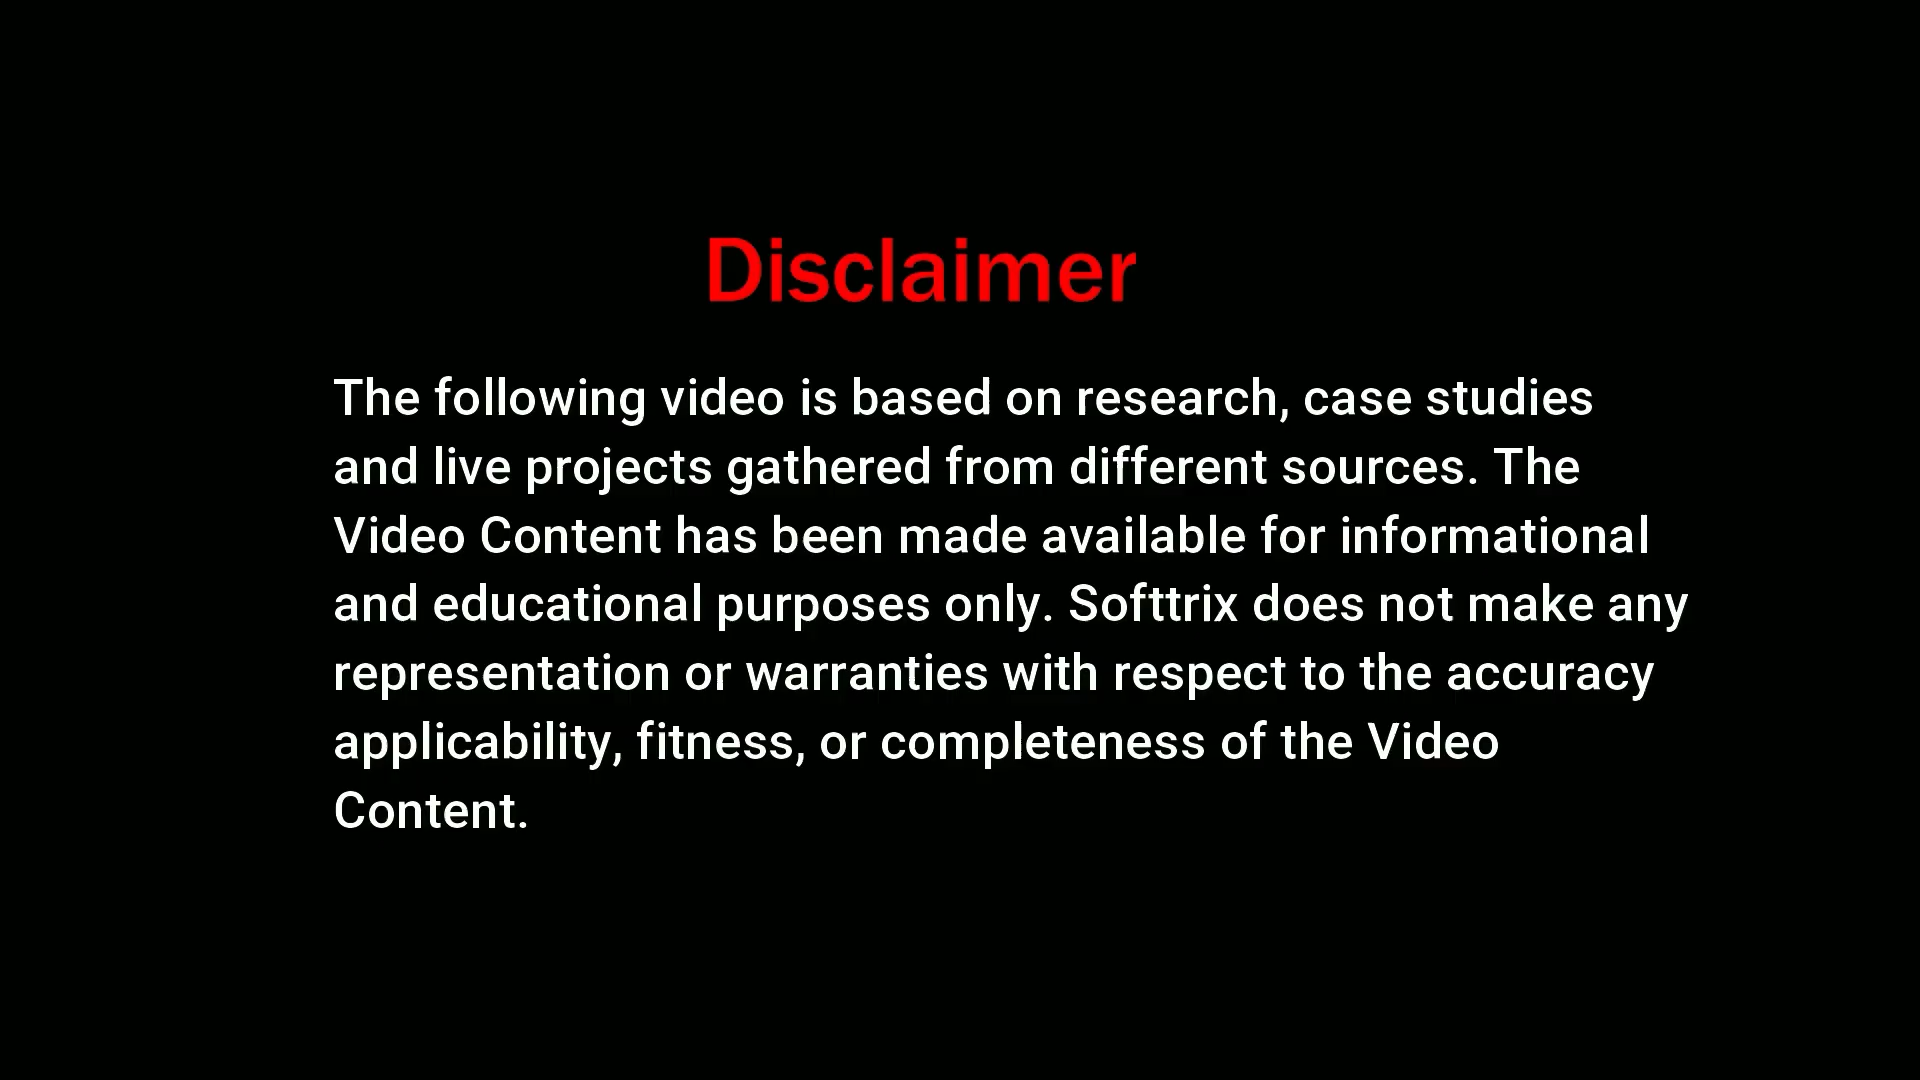 Disclaimer
The following video is based on research, case studies
and live projects gathered from different sources. The
Video Content has been made available for informational
and educational purposes only. Softtrix does not make any
representation or warranties with respect to the accuracy
applicability, fitness, or completeness of the Video
Content.